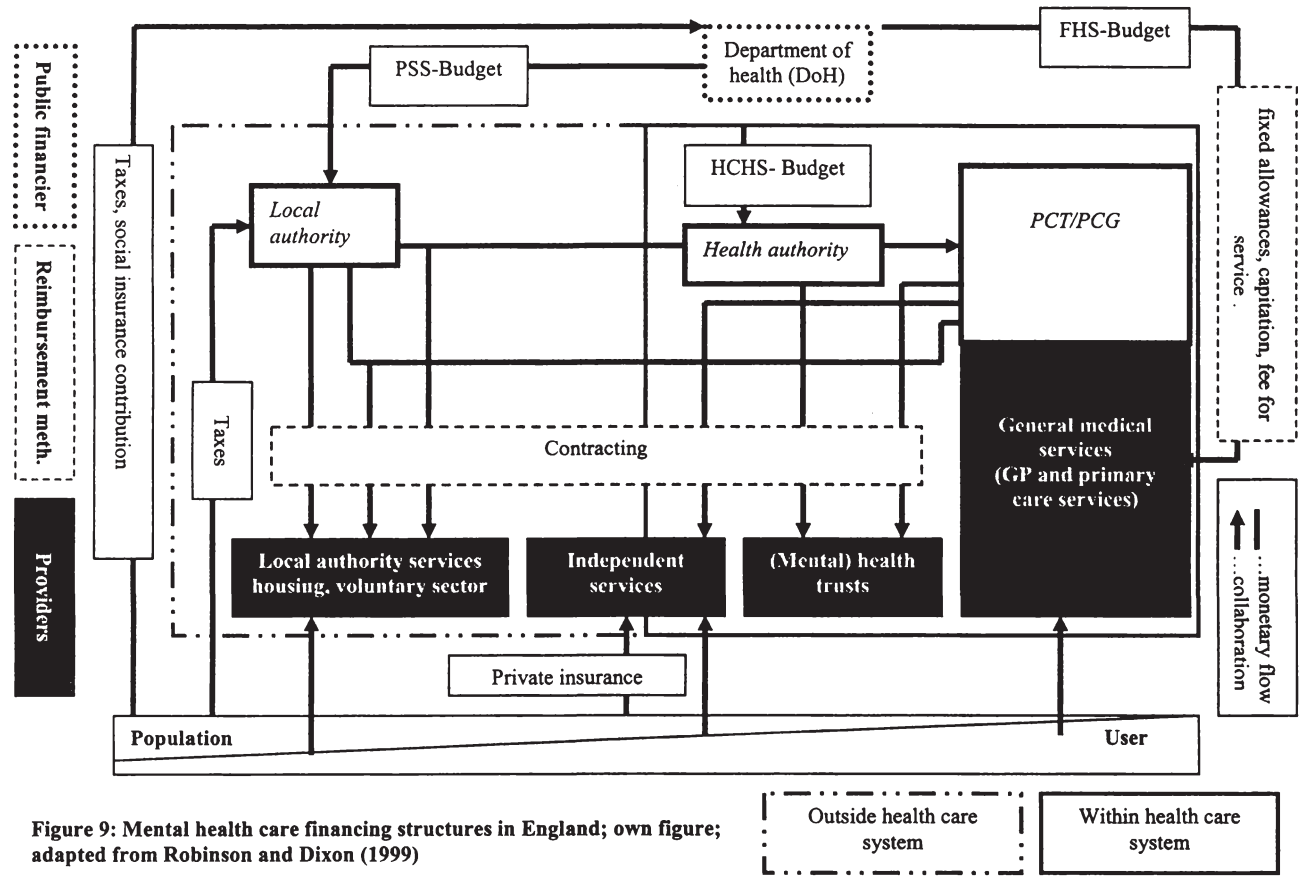 FHS-Budget
Department of
health (DoH)
PSS-Budget
Public financier
Reimbursement meth.
Providers
Taxes, social insurance contribution
Taxes
Local
authority
HCHS- Budget
Health authority
PCT/PCG
fixed allowances, capitation, fee for
service .
Contracting
General medical
services
(GP and primary
care services)
Local authority services
housing, voluntary sector
Independent
services
(Mental) health
trusts
...monetary flow
...collaboration
Private insurance
Population
User
Figure 9: Mental health care financing structures in England; own figure;
adapted from Robinson and Dixon (1999)
Outside health care
system
Within health care
system